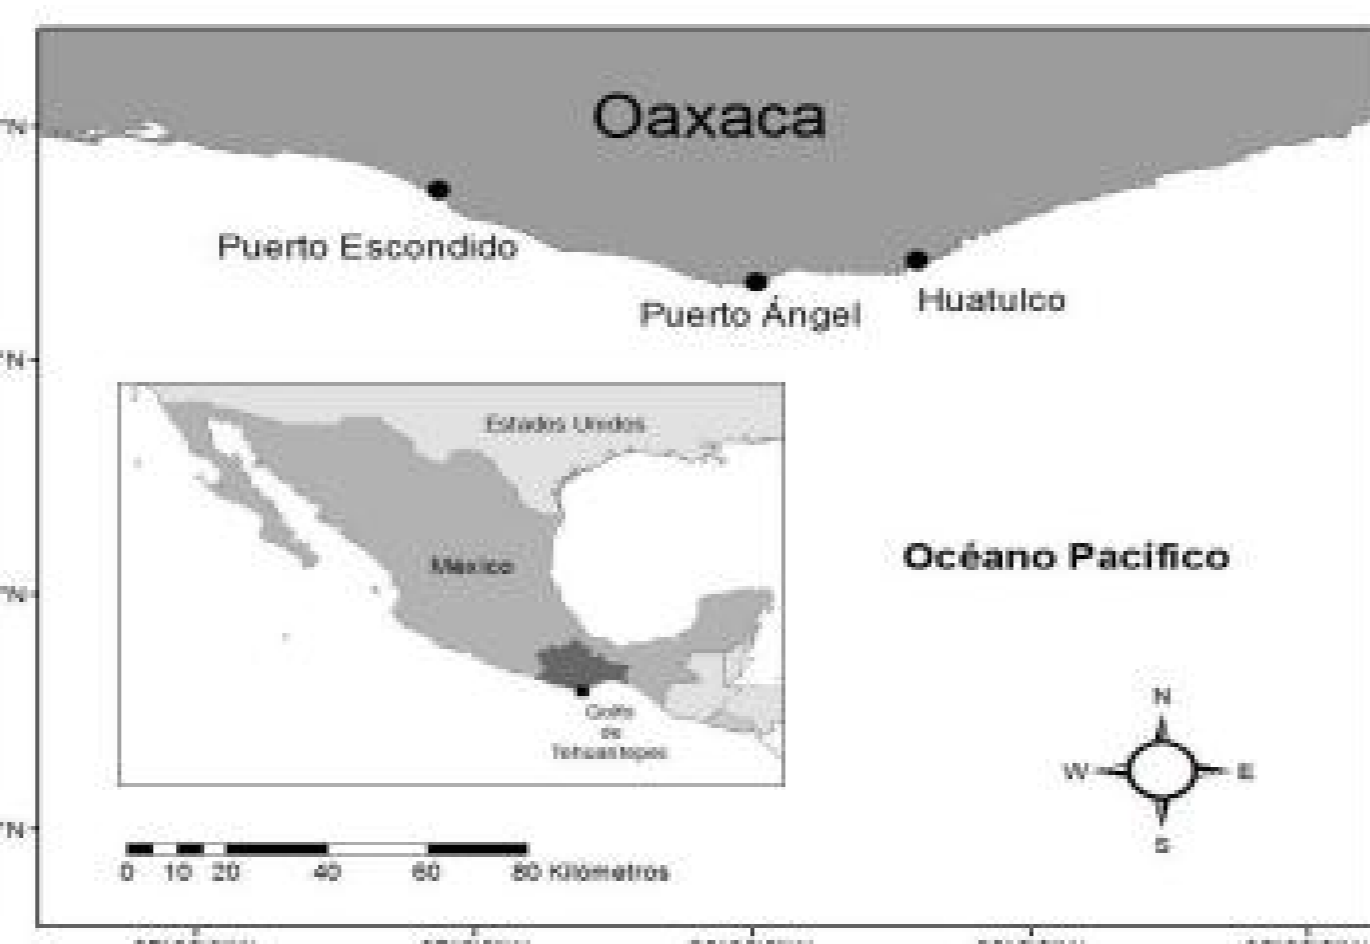 Oaxaca
Puerto Escondido
Puerto Ángel
Huatulco
Estados Unidos
México
Golfo
de
Tehuantepec
Océano Pacifico
N
W E
S
0 10 20 40 60 80 Kilómetros
°N
°N
°N
°N